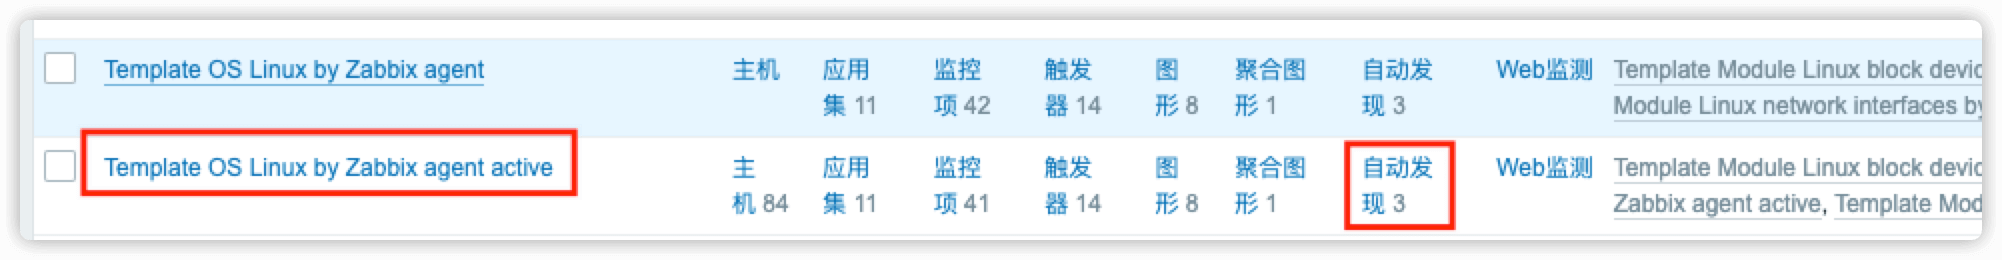 Template OS Linux by Zabbix agent 主机 应用 监控 触发 图 聚合图 自动发 Web监测 Template Module Linux block devic
集 11 项 42 器 14 形 8 形 1 现 3 Module Linux network interfaces by
Template OS Linux by Zabbix agent active 主 应用 监控 触发 图 聚合图 自动发 Web监测 Template Module Linux block devic
机 84 集 11 项 41 器 14 形 8 形 1 现 3 Zabbix agent active, Template Mod